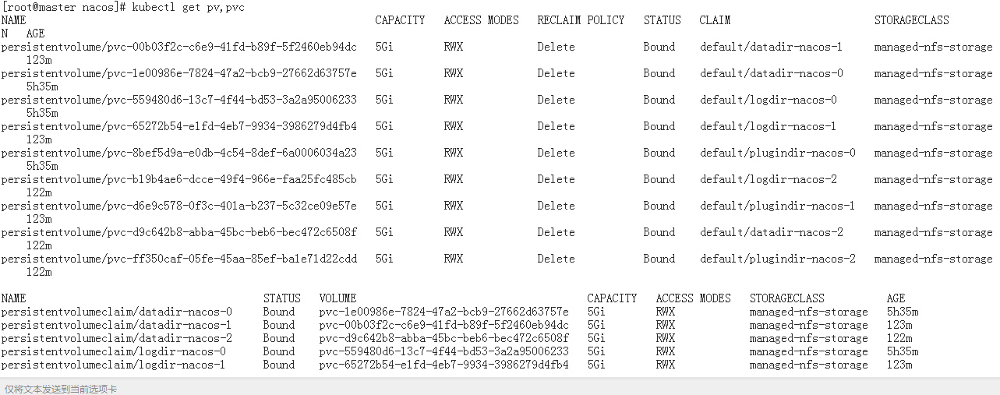 [root@master nacos]# kubectl get pv,pvc
NAME CAPACITY ACCESS MODES RECLAIM POLICY STATUS CLAIM STORAGECLASS
N AGE
persistentvolume/pvc-00b03f2c-c6e9-41fd-b89f-5f2460eb94dc 5Gi RWX Delete Bound default/datadir-nacos-1 managed-nfs-storage
123m
persistentvolume/pvc-1e00986e-7824-47a2-bcb9-27662d63757e 5Gi RWX Delete Bound default/datadir-nacos-0 managed-nfs-storage
5h35m
persistentvolume/pvc-559480d6-13c7-4f44-bd53-3a2a95006233 5Gi RWX Delete Bound default/logdir-nacos-0 managed-nfs-storage
5h35m
persistentvolume/pvc-65272b54-e1fd-4eb7-9934-3986279d4fb4 5Gi RWX Delete Bound default/logdir-nacos-1 managed-nfs-storage
123m
persistentvolume/pvc-8bef5d9a-e0db-4c54-8def-6a0006034a23 5Gi RWX Delete Bound default/plugindir-nacos-0 managed-nfs-storage
5h35m
persistentvolume/pvc-b19b4ae6-dcce-49f4-966e-faa25fc485cb 5Gi RWX Delete Bound default/logdir-nacos-2 managed-nfs-storage
122m
persistentvolume/pvc-d6e9c578-0f3c-401a-b237-5c32ce09e57e 5Gi RWX Delete Bound default/plugindir-nacos-1 managed-nfs-storage
123m
persistentvolume/pvc-d9c642b8-abba-45bc-beb6-bec472c6508f 5Gi RWX Delete Bound default/datadir-nacos-2 managed-nfs-storage
122m
persistentvolume/pvc-ff350caf-05fe-45aa-85ef-ba1e71d22cdd 5Gi RWX Delete Bound default/plugindir-nacos-2 managed-nfs-storage
122m
NAME STATUS VOLUME CAPACITY ACCESS MODES STORAGECLASS AGE
persistentvolumeclaim/datadir-nacos-0 Bound pvc-1e00986e-7824-47a2-bcb9-27662d63757e 5Gi RWX managed-nfs-storage 5h35m
persistentvolumeclaim/datadir-nacos-1 Bound pvc-00b03f2c-c6e9-41fd-b89f-5f2460eb94dc 5Gi RWX managed-nfs-storage 123m
persistentvolumeclaim/datadir-nacos-2 Bound pvc-d9c642b8-abba-45bc-beb6-bec472c6508f 5Gi RWX managed-nfs-storage 122m
persistentvolumeclaim/logdir-nacos-0 Bound pvc-559480d6-13c7-4f44-bd53-3a2a95006233 5Gi RWX managed-nfs-storage 5h35m
persistentvolumeclaim/logdir-nacos-1 Bound pvc-65272b54-e1fd-4eb7-9934-3986279d4fb4 5Gi RWX managed-nfs-storage 123m
仅将文本发送到当前选项卡